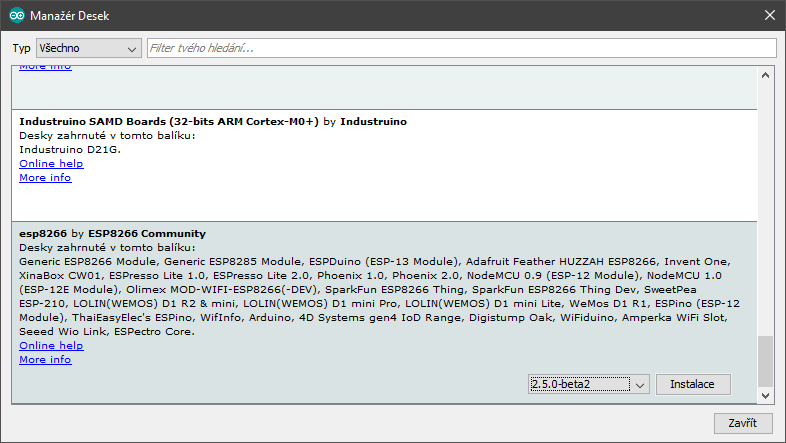 Manažér Desek
Typ Všechno Filter tvého hledání...
More info
Industruino SAMD Boards (32-bits ARM Cortex-M0+) by Industruino
Desky zahrnuté v tomto balíku:
Industruino D21G.
Online help
More info
esp8266 by ESP8266 Community
Desky zahrnuté v tomto balíku:
Generic ESP8266 Module, Generic ESP8285 Module, ESPDuino (ESP-13 Module), Adafruit Feather HUZZAH ESP8266, Invent One,
XinaBox CW01, ESPresso Lite 1.0, ESPresso Lite 2.0, Phoenix 1.0, Phoenix 2.0, NodeMCU 0.9 (ESP-12 Module), NodeMCU 1.0
(ESP-12E Module), Olimex MOD-WIFI-ESP8266(-DEV), SparkFun ESP8266 Thing, SparkFun ESP8266 Thing Dev, SweetPea
ESP-210, LOLIN(WEMOS) D1 R2 & mini, LOLIN(WEMOS) D1 mini Pro, LOLIN(WEMOS) D1 mini Lite, WeMos D1 R1, ESPino (ESP-12
Module), ThaiEasyElec's ESPino, WifInfo, Arduino, 4D Systems gen4 IoD Range, Digistump Oak, WiFiduino, Amperka WiFi Slot,
Seeed Wio Link, ESPectro Core.
Online help
More info
2.5.0-beta2 Instalace
Zavřít